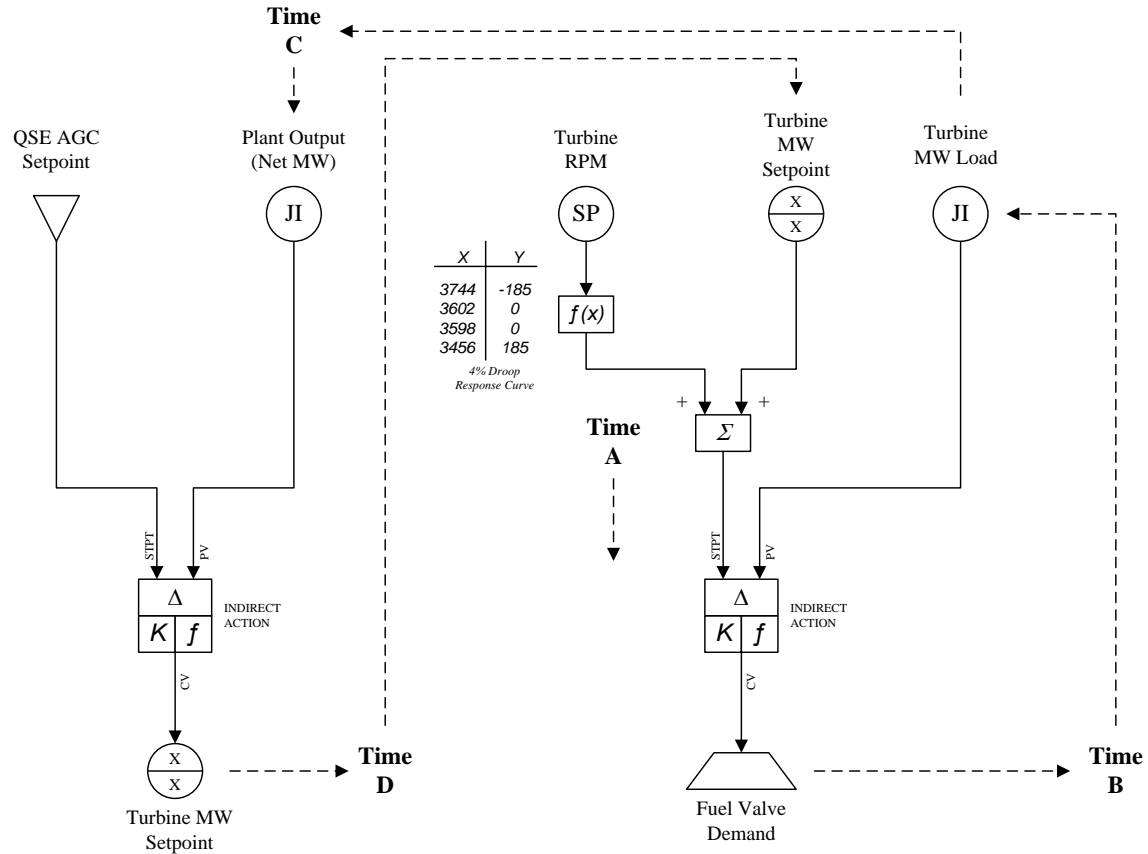 Time
C
QSE AGC
Setpoint
Plant Output
(Net MW)
Turbine
RPM
Turbine
MW
Setpoint
Turbine
MW Load
JI
SP
X
X
JI
X Y
3744 -185
3602 0
3598 0
3456 185
4% Droop
Response Curve
f(x)
+ +
Σ
Time
A
STPT
PV
STPT
PV
Δ
K f
INDIRECT
ACTION
Δ
K f
INDIRECT
ACTION
CV
CV
X
X
Turbine MW
Setpoint
Time
D
Fuel Valve
Demand
Time
B